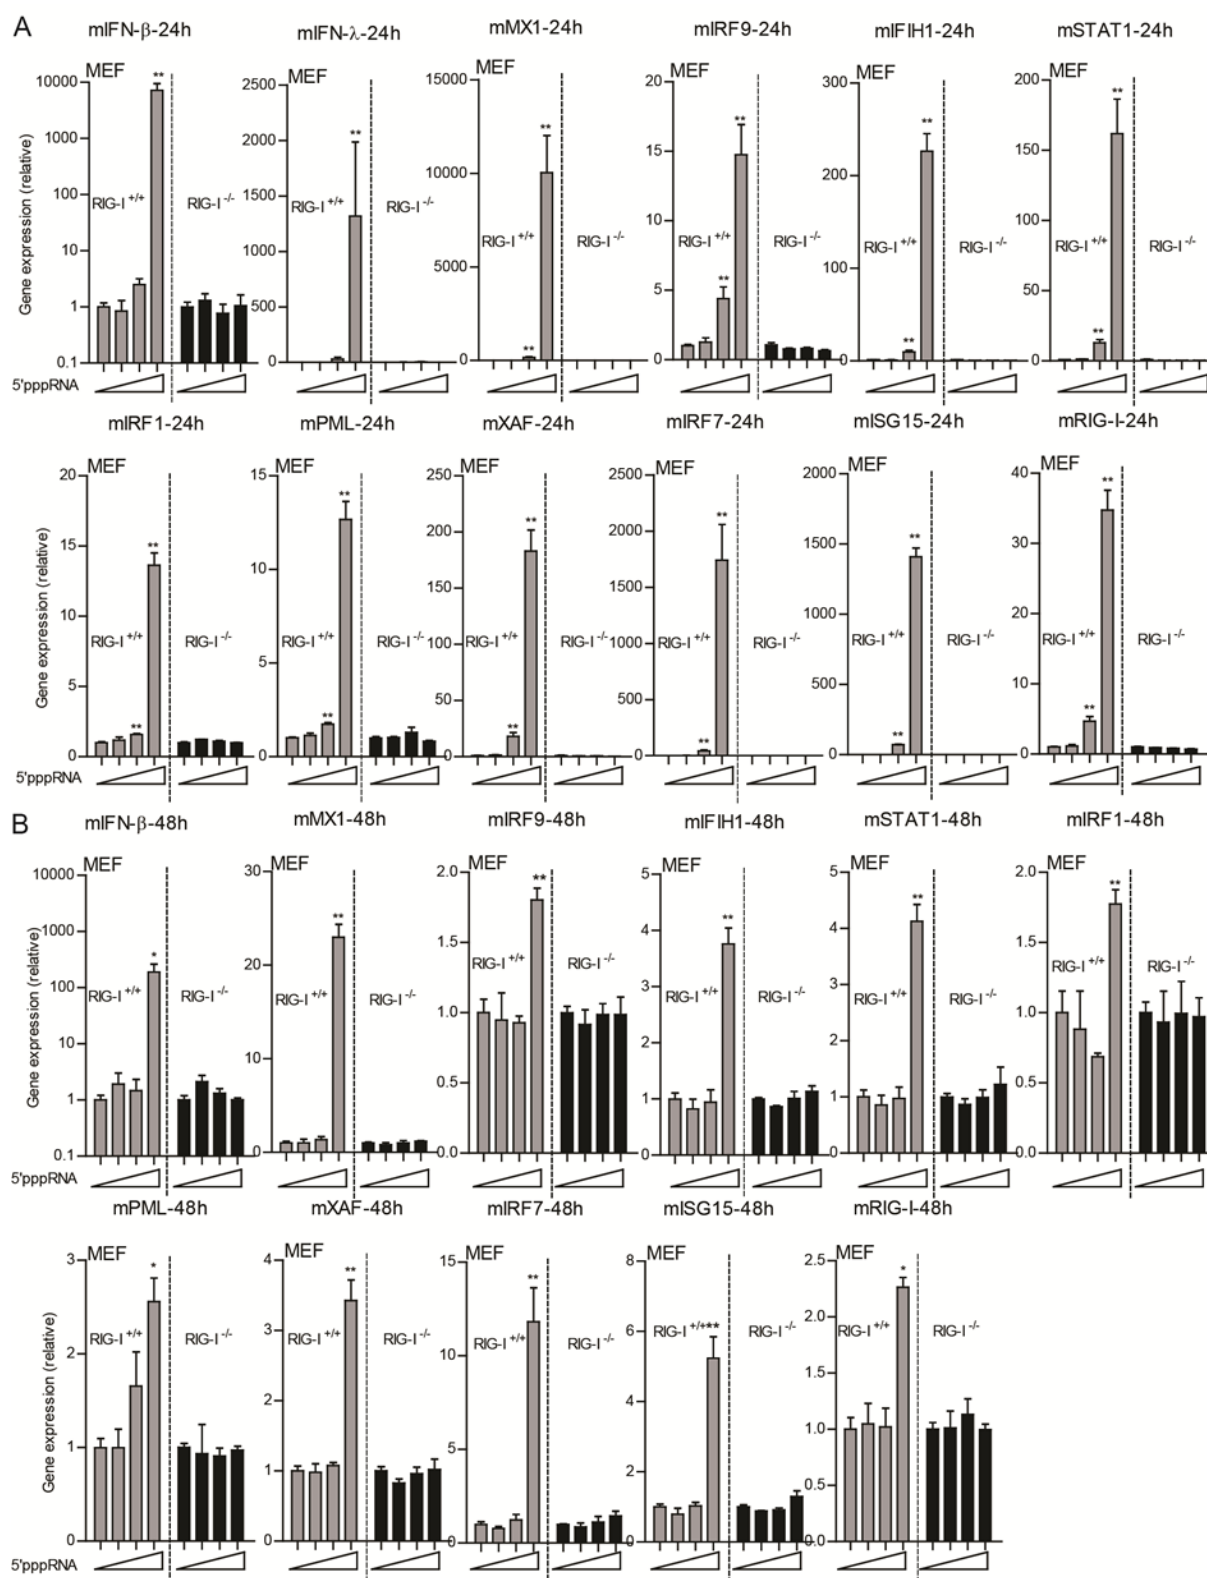 A
mIFN-β-24h mIFN-λ-24h mMX1-24h mIRF9-24h mIFIH1-24h mSTAT1-24h
MEF MEF MEF MEF MEF MEF
Gene expression (relative)
10000 1000 100 10 1 0.1
2500 2000 1500 1000 500 0
15000 10000 5000 0
20 15 10 5 0
300 200 100 0
200 150 100 50 0
** ** ** ** ** **
** ** ** **
RIG-I +/+ RIG-I -/- RIG-I +/+ RIG-I -/- RIG-I +/+ RIG-I -/- RIG-I +/+ RIG-I -/- RIG-I +/+ RIG-I -/- RIG-I +/+ RIG-I -/-
5'pppRNA
mIRF1-24h mPML-24h mXAF-24h mIRF7-24h mISG15-24h mRIG-I-24h
MEF MEF MEF MEF MEF MEF
Gene expression (relative)
20 15 10 5 0
15 10 5 0
250 200 150 100 50 0
2500 2000 1500 1000 500 0
2000 1500 1000 500 0
40 30 20 10 0
** ** ** ** ** **
** ** ** ** ** **
RIG-I +/+ RIG-I -/- RIG-I +/+ RIG-I -/- RIG-I +/+ RIG-I -/- RIG-I +/+ RIG-I -/- RIG-I +/+ RIG-I -/- RIG-I +/+ RIG-I -/-
5'pppRNA
B
mIFN-β-48h mMX1-48h mIRF9-48h mIFIH1-48h mSTAT1-48h mIRF1-48h
MEF MEF MEF MEF MEF MEF
Gene expression (relative)
10000 1000 100 10 1 0.1
30 20 10 0
2.0 1.5 1.0 0.5 0.0
5 4 3 2 1 0
5 4 3 2 1 0
2.0 1.5 1.0 0.5 0.0
* ** ** ** ** **
RIG-I +/+ RIG-I -/- RIG-I +/+ RIG-I -/- RIG-I +/+ RIG-I -/- RIG-I +/+ RIG-I -/- RIG-I +/+ RIG-I -/- RIG-I +/+ RIG-I -/-
5'pppRNA
mPML-48h mXAF-48h mIRF7-48h mISG15-48h mRIG-I-48h
MEF MEF MEF MEF MEF
Gene expression (relative)
3 2 1 0
4 3 2 1 0
15 10 5 0
8 6 4 2 0
2.5 2.0 1.5 1.0 0.5 0.0
* ** ** ** *
RIG-I +/+ RIG-I -/- RIG-I +/+ RIG-I -/- RIG-I +/+ RIG-I -/- RIG-I +/+ RIG-I -/- RIG-I +/+ RIG-I -/-
5'pppRNA